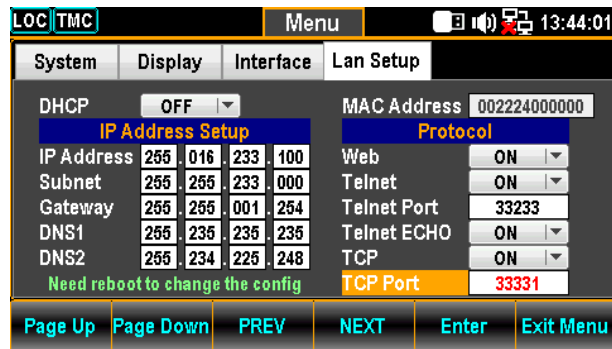 LOC TMC Menu 13:44:01
System Display Interface Lan Setup
DHCP OFF MAC Address 002224000000
IP Address Setup Protocol
IP Address 255 . 016 . 233 . 100 Web ON
Subnet 255 . 255 . 233 . 000 Telnet ON
Gateway 255 . 255 . 001 . 254 Telnet Port 33233
DNS1 255 . 235 . 235 . 235 Telnet ECHO ON
DNS2 255 . 234 . 225 . 248 TCP ON
Need reboot to change the config TCP Port 33331
Page Up Page Down PREV NEXT Enter Exit Menu